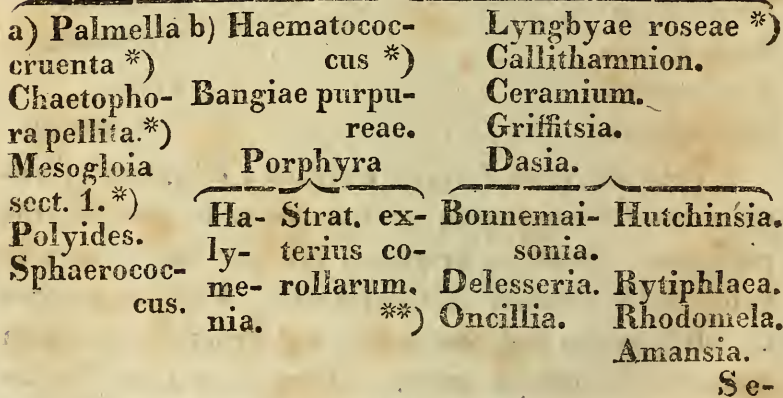 a) Palmella b) Haematococ- Lyngbyae roseae *)
cruenta *) cus *) Callithamnion.
Chaetopho- Bangiae purpu- Ceramium.
ra pellita.*) reae. Griffitsia.
Mesogloia Porphyra Dasia.
sect. 1. *)
Ha- Strat. ex- Bonnemai- Hutchinsia.
Polyides. ly- terius co- sonia.
Sphaerococ- me- rollarum. Delesseria. Rytiphlaea.
cus. nia. **) Oncillia. Rhodomela.
Amansia.
Se-